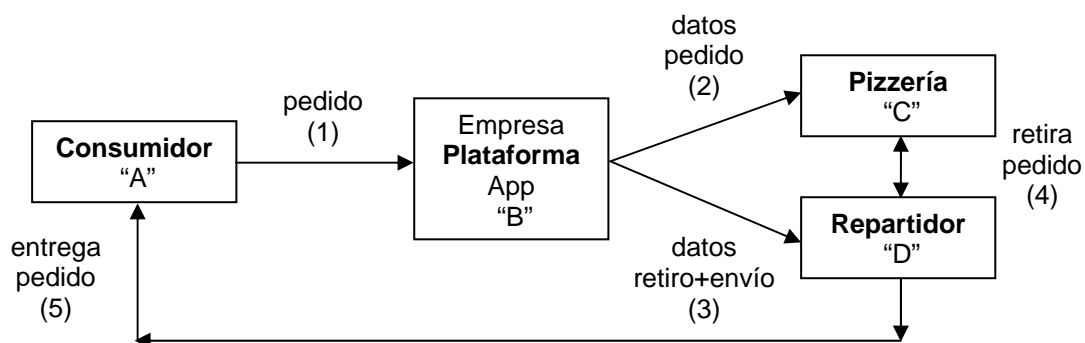 pedido
(1)
Consumidor
“A”
Empresa
Plataforma
App
“B”
datos
pedido
(2)
Pizzería
“C”
retira
pedido
(4)
Repartidor
“D”
datos
retiro+envío
(3)
entrega
pedido
(5)